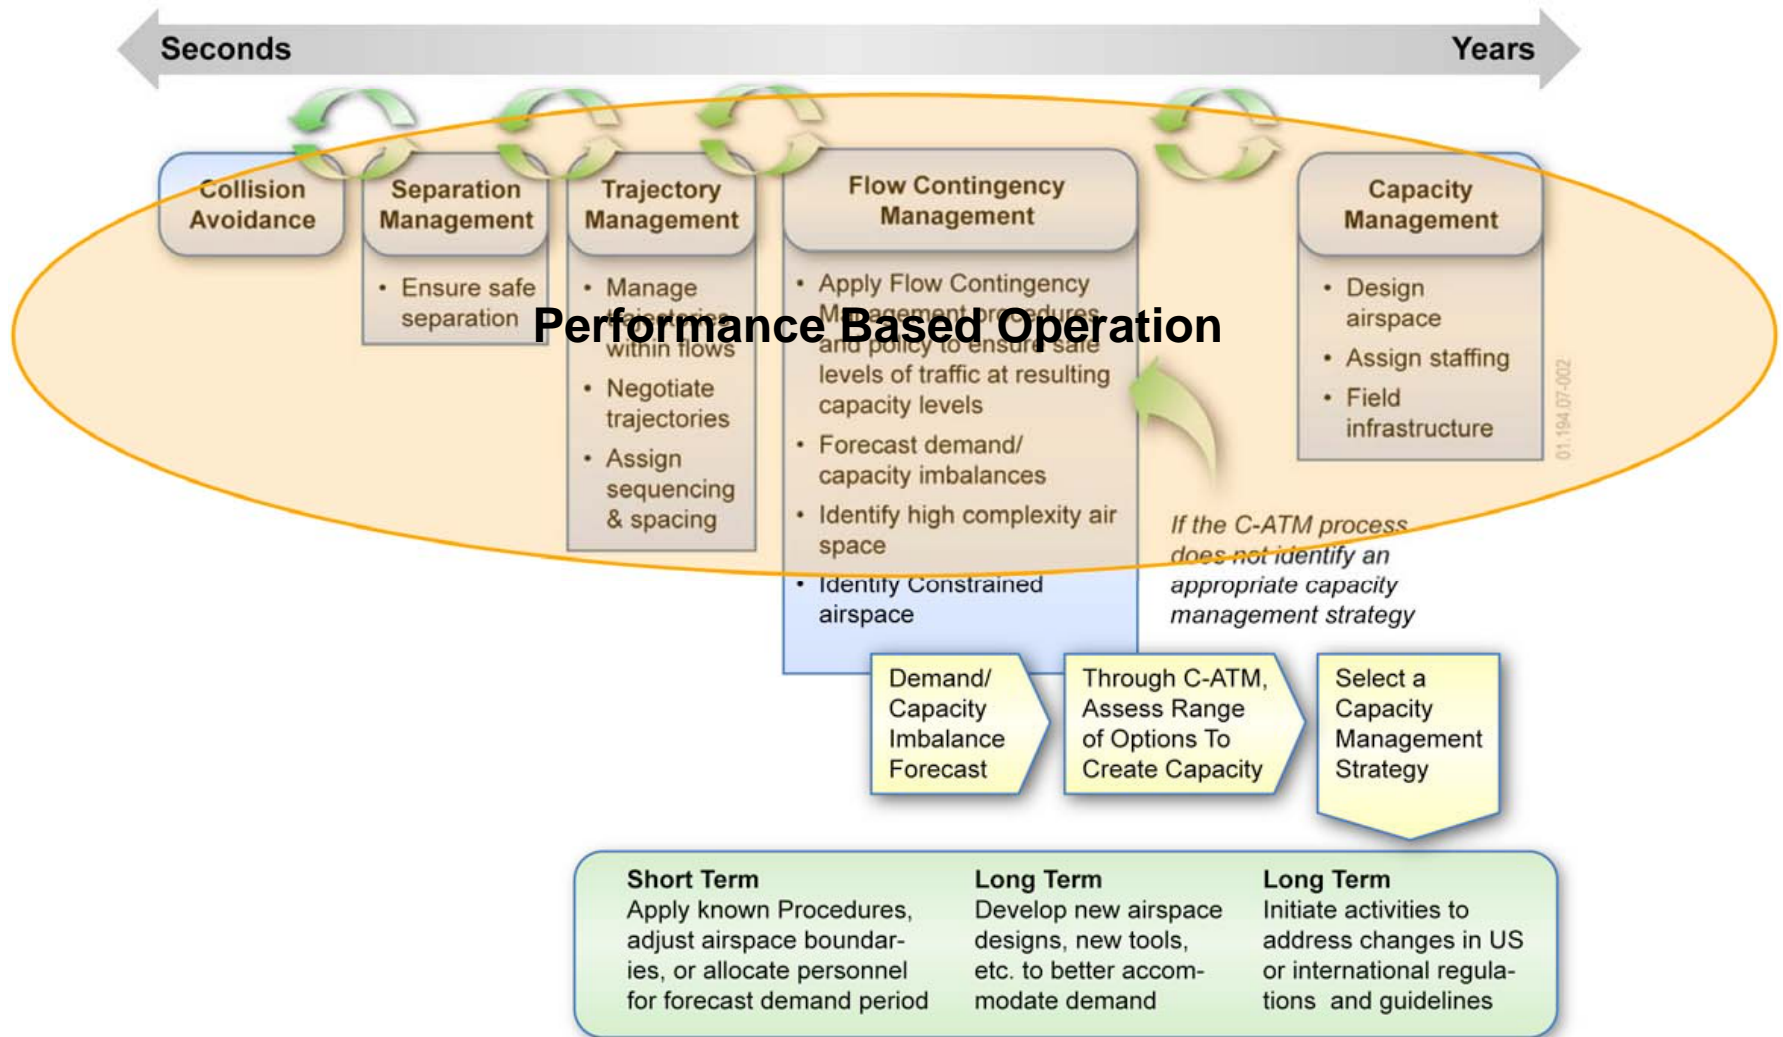 Seconds
Years
Collision
Avoidance
Separation
Management
• Ensure safe
separation
Trajectory
Management
• Manage
trajectories
within flows
• Negotiate
trajectories
• Assign
sequencing
& spacing
Flow Contingency
Management
• Apply Flow Contingency
Management procedures
and policy to ensure safe
levels of traffic at resulting
capacity levels
• Forecast demand/
capacity imbalances
• Identify high complexity air
space
• Identify Constrained
airspace
Capacity
Management
• Design
airspace
• Assign staffing
• Field
infrastructure
01.194.07-002
Performance Based Operation
If the C-ATM process
does not identify an
appropriate capacity
management strategy
Demand/
Capacity
Imbalance
Forecast
Through C-ATM,
Assess Range
of Options To
Create Capacity
Select a
Capacity
Management
Strategy
Short Term
Apply known Procedures,
adjust airspace boundar-
ies, or allocate personnel
for forecast demand period
Long Term
Develop new airspace
designs, new tools,
etc. to better accom-
modate demand
Long Term
Initiate activities to
address changes in US
or international regula-
tions and guidelines